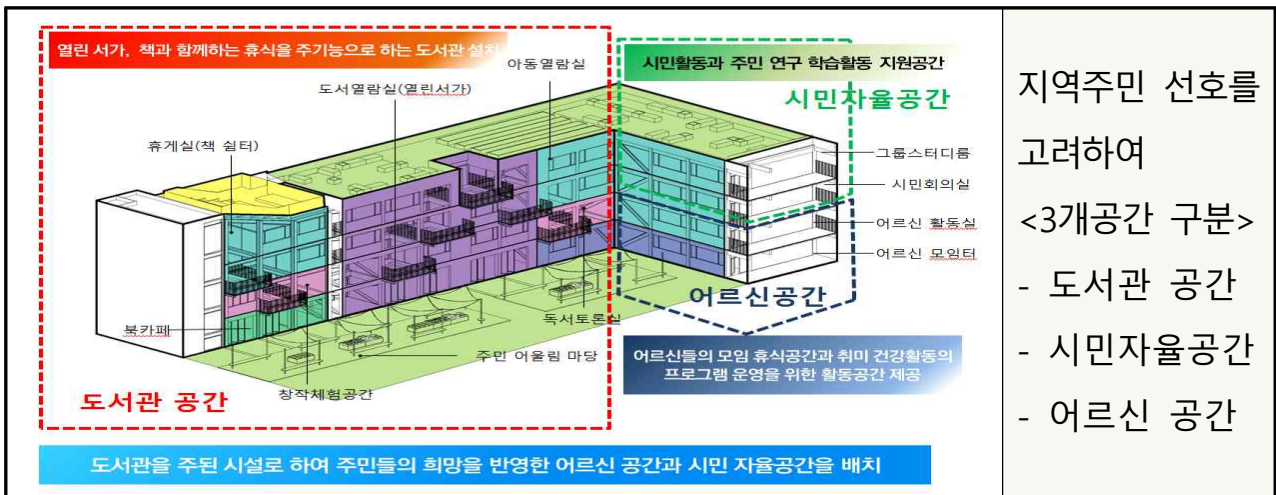 열린 서가, 책과 함께하는 휴식을 주기능으로 하는 도서관 설치
시민활동과 주민 연구 학습활동 지원공간
시민자율공간
아동열람실
도서열람실(열린서가)
휴게실(책 쉼터)
그룹스터디룸
시민회의실
어르신 활동실
어르신 모임터
어르신공간
북카페
독서토론실
주민 어울림 마당
창작체험공간
도서관 공간
어르신들의 모임 휴식공간과 취미 건강활동의
프로그램 운영을 위한 활동공간 제공
도서관을 주된 시설로 하여 주민들의 희망을 반영한 어르신 공간과 시민 자율공간을 배치
지역주민 선호를
고려하여
<3개공간 구분>
- 도서관 공간
- 시민자율공간
- 어르신 공간